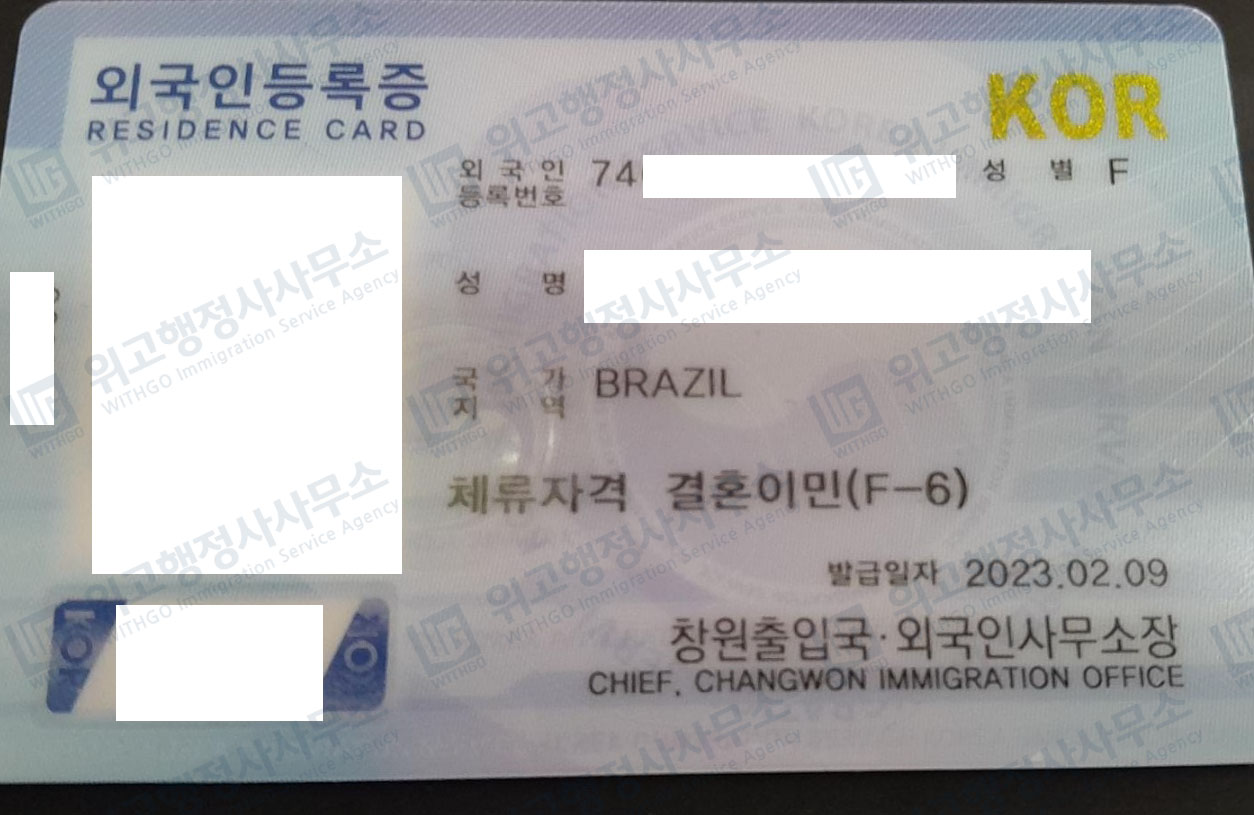 외국인등록증
RESIDENCE CARD
KOR
외국인 등록번호 74
성 별 F
성 명
국가 지역 BRAZIL
체류자격 결혼이민(F-6)
발급일자 2023.02.09
창원출입국·외국인사무소장
CHIEF, CHANGWON IMMIGRATION OFFICE
KOR
위고행정사사무소
WITHGO Immigration Service Agency
WITHGO